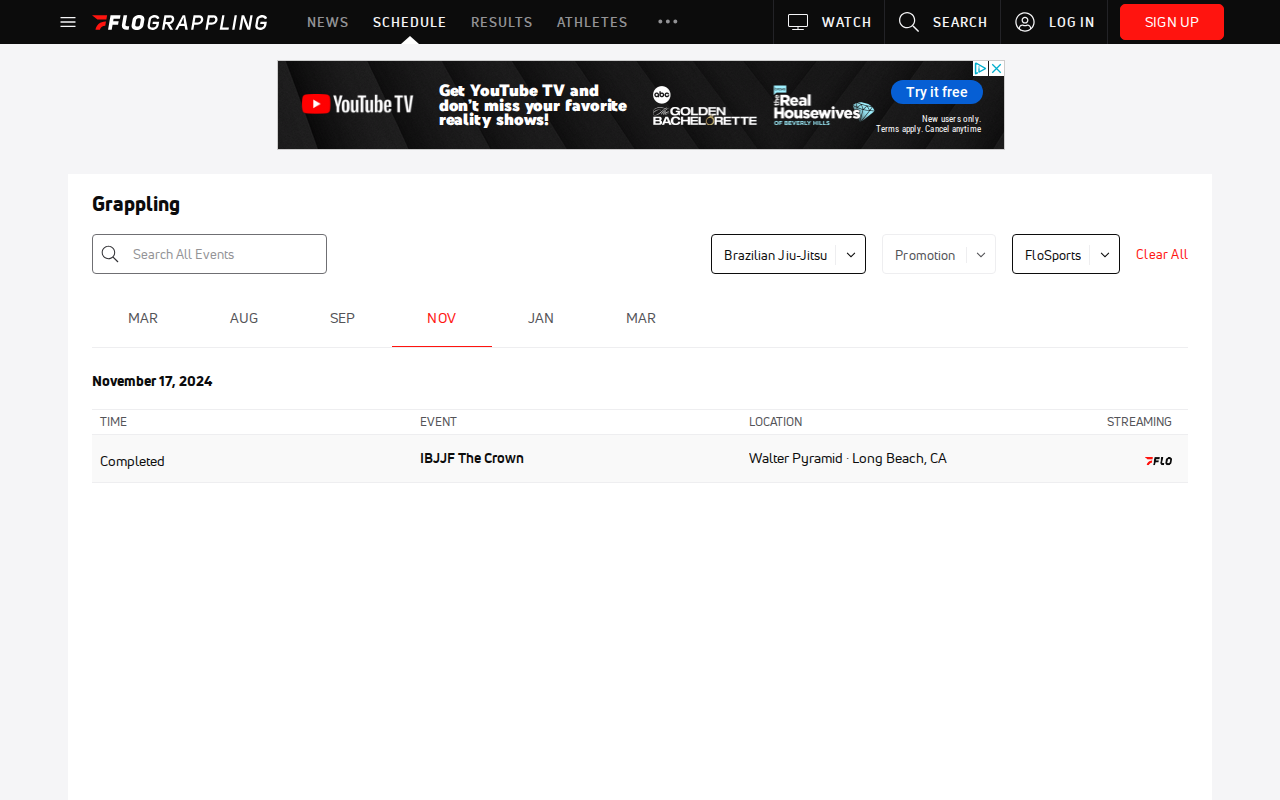 FLOGRAPPLING
NEWS
SCHEDULE
RESULTS
ATHLETES
WATCH
SEARCH
LOG IN
SIGN UP
YouTube TV
Get YouTube TV and
don't miss your favorite
reality shows!
abc
The GOLDEN
BACHELORETTE
the Real
Housewives
OF BEVERLY HILLS
Try it free
New users only.
Terms apply. Cancel anytime
Grappling
Search All Events
Brazilian Jiu-Jitsu
Promotion
FloSports
Clear All
MAR
AUG
SEP
NOV
JAN
MAR
November 17, 2024
TIME
EVENT
LOCATION
STREAMING
Completed
IBJJF The Crown
Walter Pyramid · Long Beach, CA
FLO